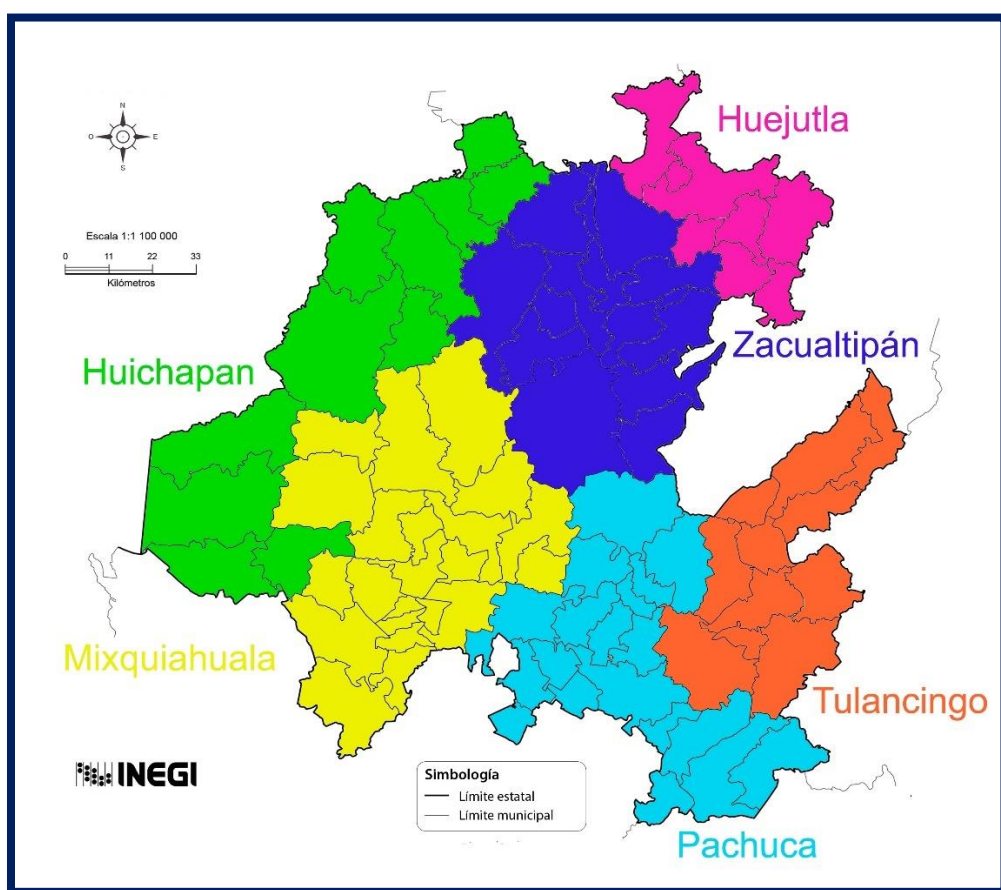 N
O
E
S
Escala 1:1 100 000
0 11 22 33
Kilómetros
Huejutla
Zacualtipán
Huichapan
Mixquiahuala
Tulancingo
INEGI
Simbología
Límite estatal
Límite municipal
Pachuca